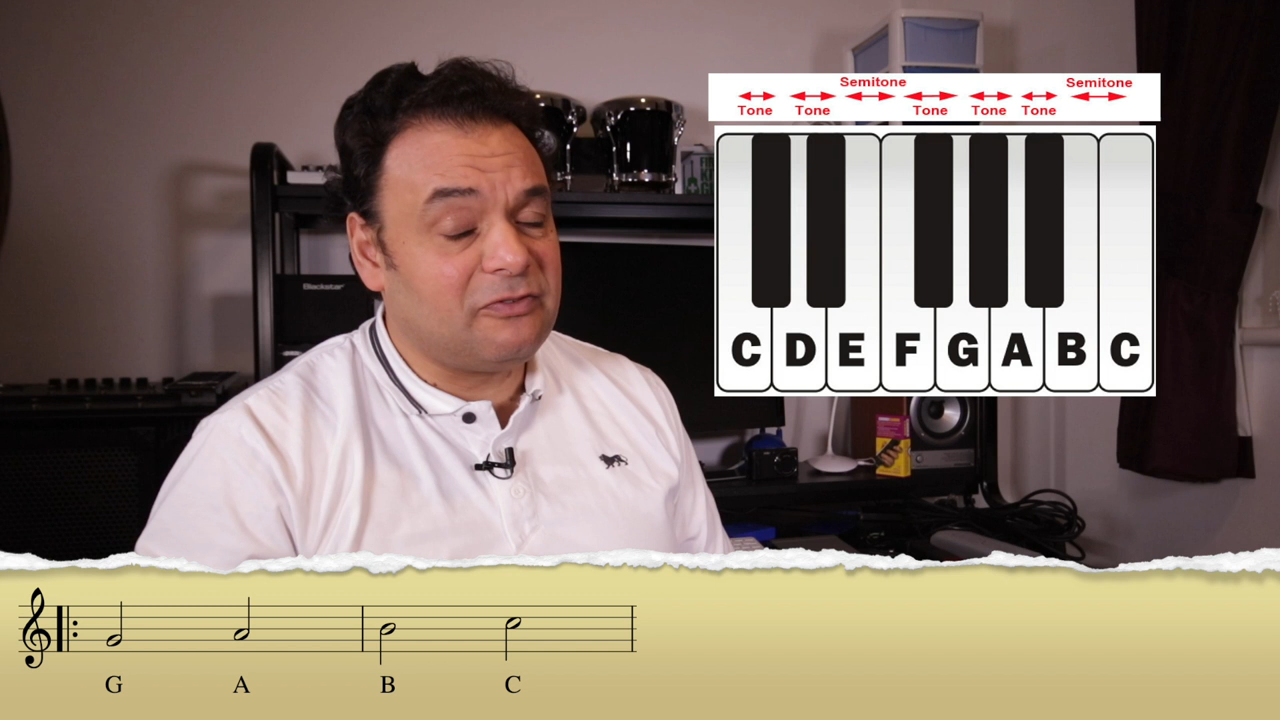 Semitone Semitone
Tone Tone Tone Tone Tone
Blackstar
C D E F G A B C
G A B C